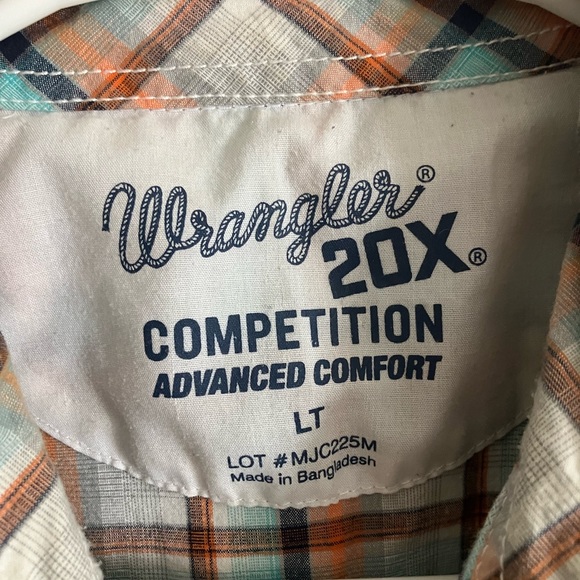 Wrangler®
20X®
COMPETITION
ADVANCED COMFORT
LT
LOT #MJC225M
Made in Bangladesh